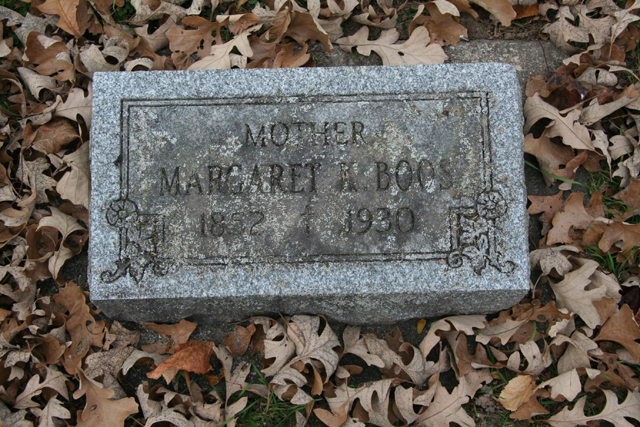 MOTHER
MARGARET K BOOS
1852 † 1930